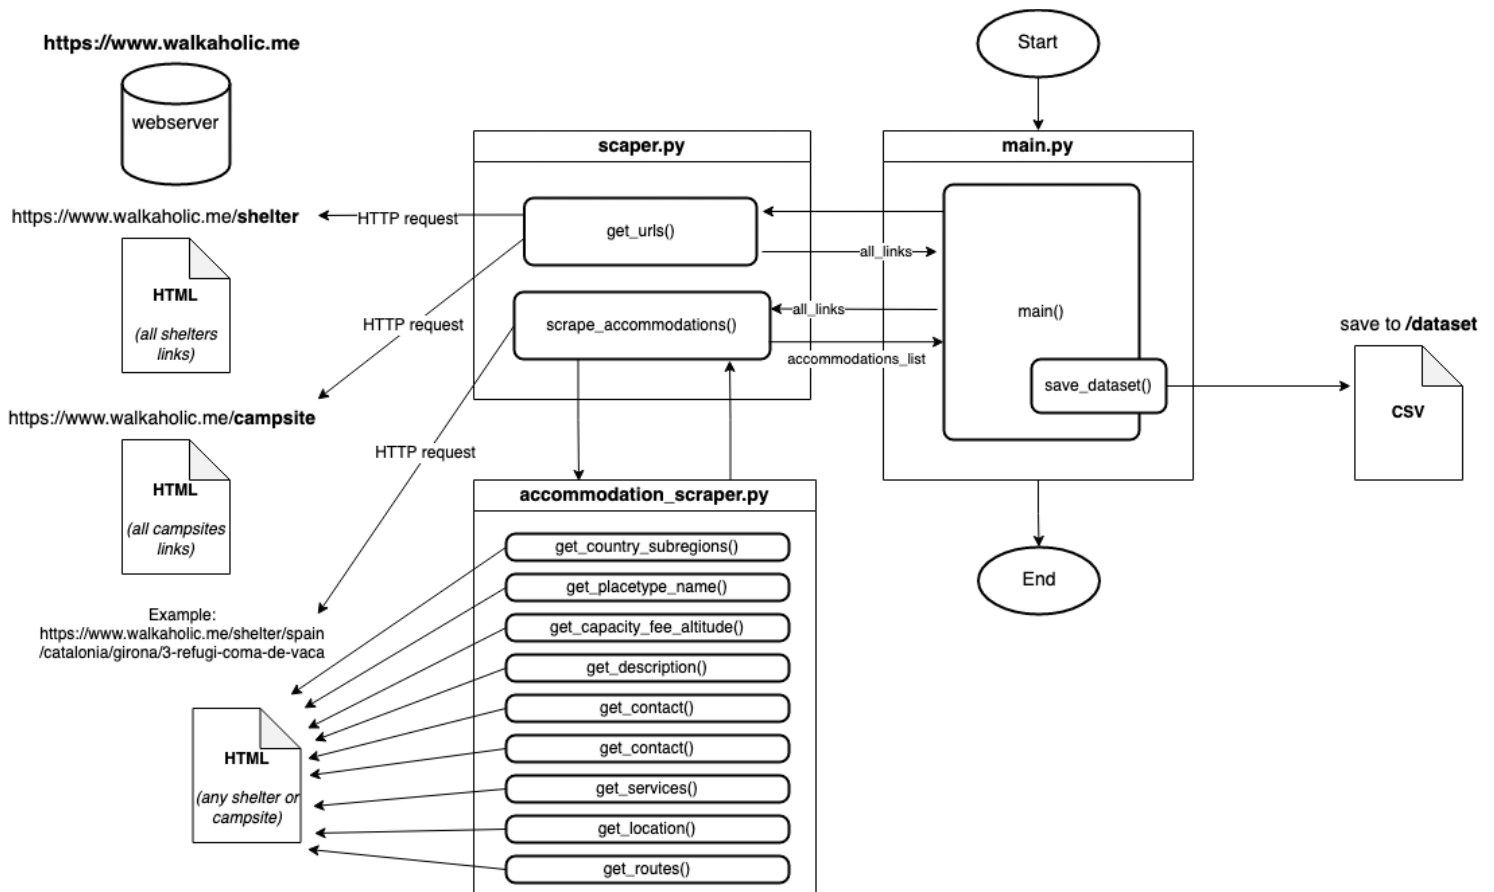 https://www.walkaholic.me
webserver
https://www.walkaholic.me/shelter
HTML
(all shelters
links)
https://www.walkaholic.me/campsite
HTML
(all campsites
links)
Example:
https://www.walkaholic.me/shelter/spain
/catalonia/girona/3-refugi-coma-de-vaca
HTML
(any shelter or
campsite)
HTTP request
HTTP request
HTTP request
scaper.py
get_urls()
scrape_accommodations()
all_links
all_links
accommodations_list
accommodation_scraper.py
get_country_subregions()
get_placetype_name()
get_capacity_fee_altitude()
get_description()
get_contact()
get_contact()
get_services()
get_location()
get_routes()
Start
main.py
main()
save_dataset()
End
save to /dataset
CSV